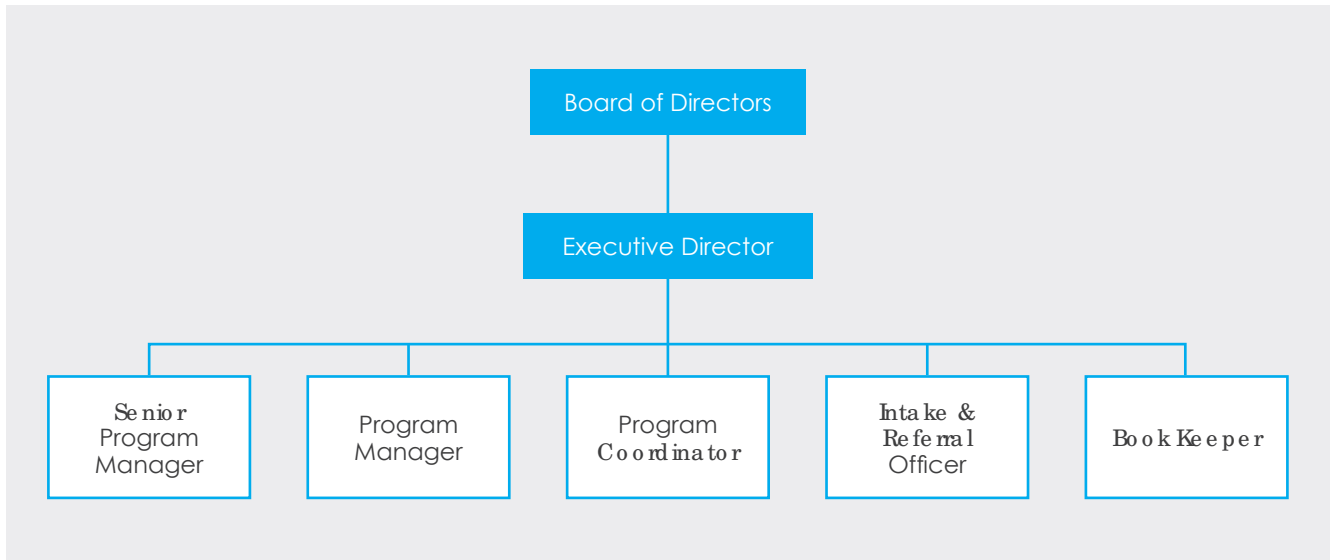 Board of Directors
Executive Director
Senior
Program
Manager
Program
Manager
Program
Coordinator
Intake &
Referral
Officer
Book Keeper